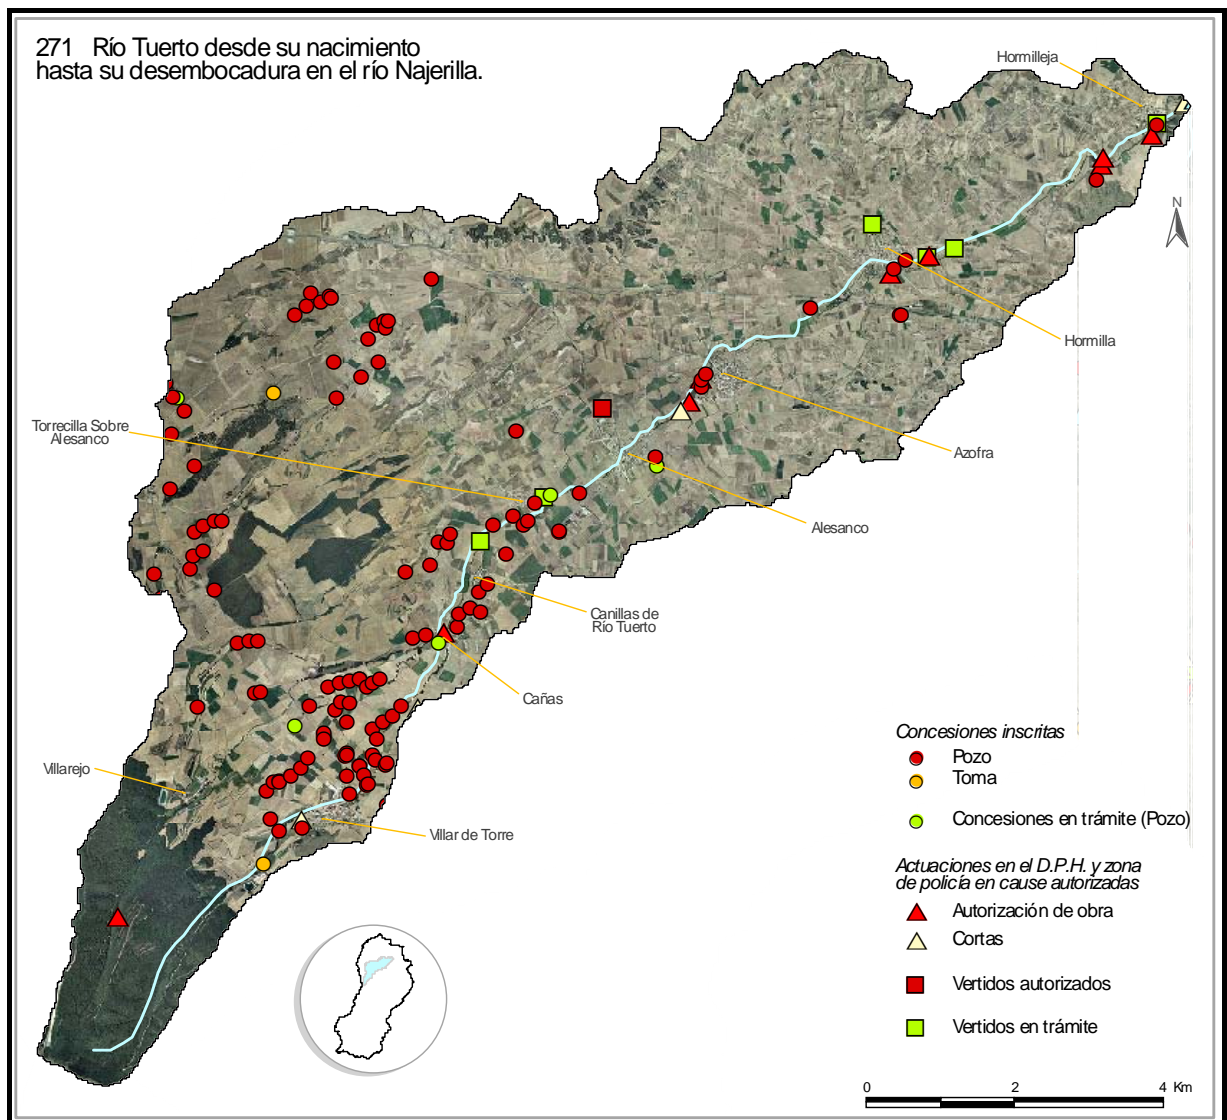 271 Río Tuerto desde su nacimiento
hasta su desembocadura en el río Najerilla.
Hormilleja
N
Hormilla
Torrecilla Sobre
Alesanco
Azofra
Alesanco
Canillas de
Río Tuerto
Cañas
Villarejo
Villar de Torre
Concesiones inscritas
Pozo
Toma
Concesiones en trámite (Pozo)
Actuaciones en el D.P.H. y zona
de policía en cause autorizadas
Autorización de obra
Cortas
Vertidos autorizados
Vertidos en trámite
0 2 4 Km